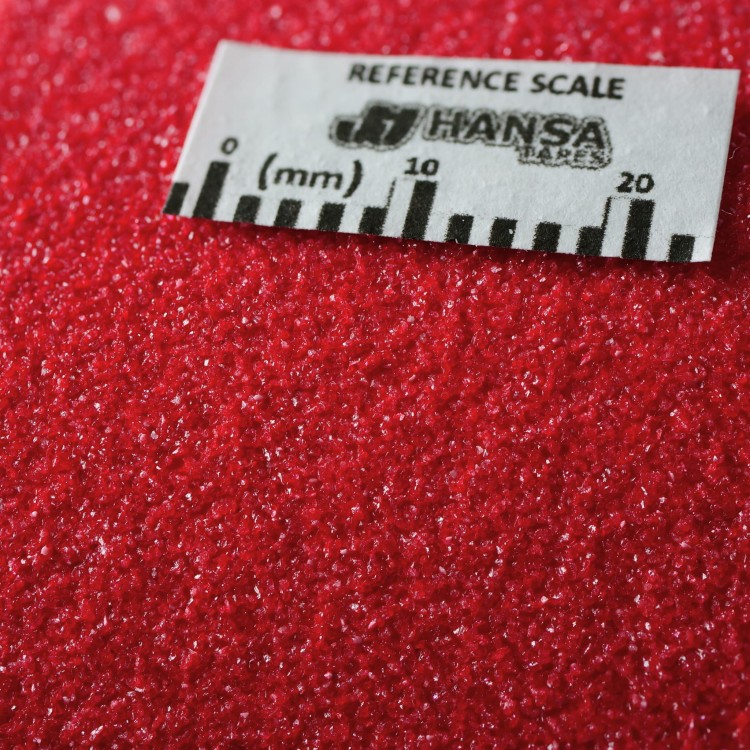 REFERENCE SCALE
HANSA
TAPES
0 (mm) 10 20